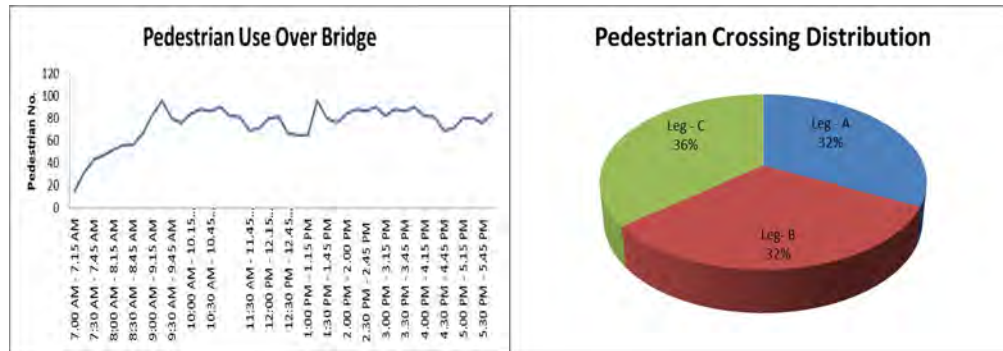 Pedestrian Use Over Bridge
Pedestrian No.
120
100
80
60
40
20
0
7.00 AM - 7.15 AM
7:30 AM - 7.45 AM
8:00 AM - 8.15 AM
8:30 AM - 8.45 AM
9:00 AM - 9.15 AM
9:30 AM - 9.45 AM
10:00 AM - 10.15...
10:30 AM - 10.45...
11:30 AM - 11.45...
12:00 PM - 12.15...
12:30 PM - 12.45...
1:00 PM - 1.15 PM
1:30 PM - 1.45 PM
2.00 PM - 2.00 PM
2.30 PM - 2.45 PM
3.00 PM - 3.15 PM
3.30 PM - 3.45 PM
4.00 PM - 4.15 PM
4.30 PM - 4.45 PM
5.00 PM - 5.15 PM
5.30 PM - 5.45 PM
Pedestrian Crossing Distribution
Leg - C
36%
Leg - A
32%
Leg- B
32%